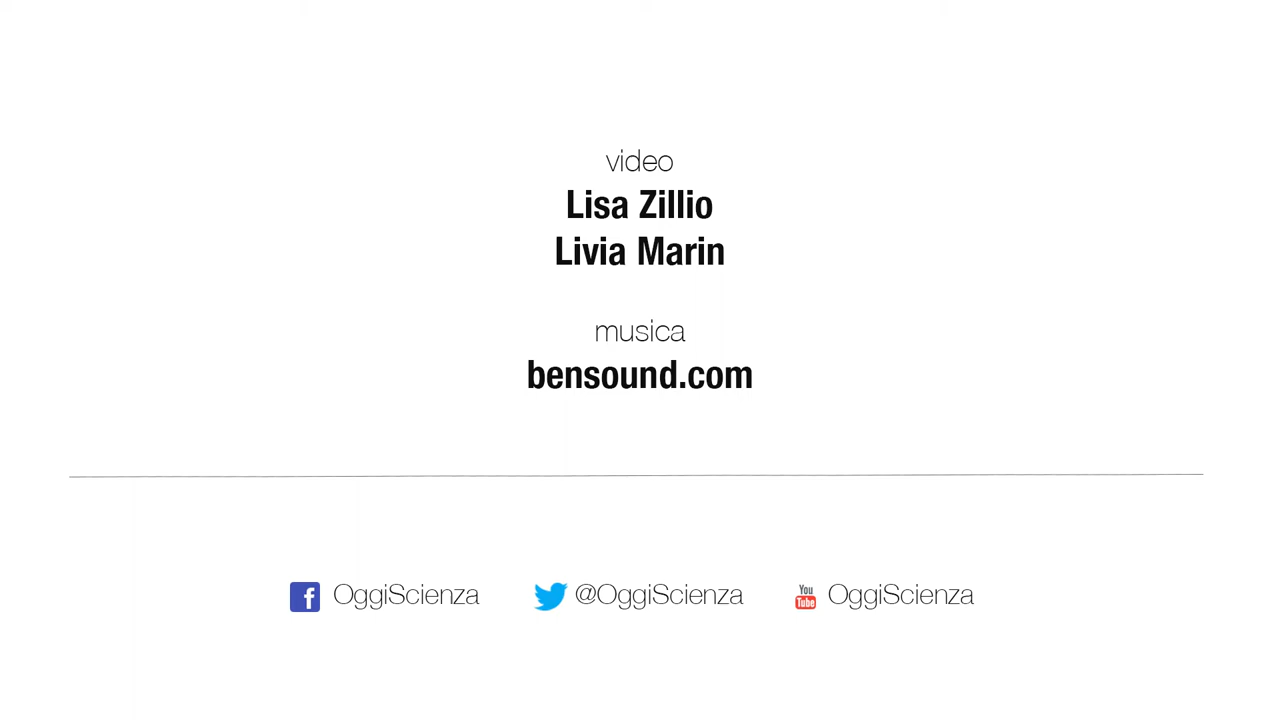 video
Lisa Zillio
Livia Marin
musica
bensound.com
f OggiScienza @OggiScienza You Tube OggiScienza